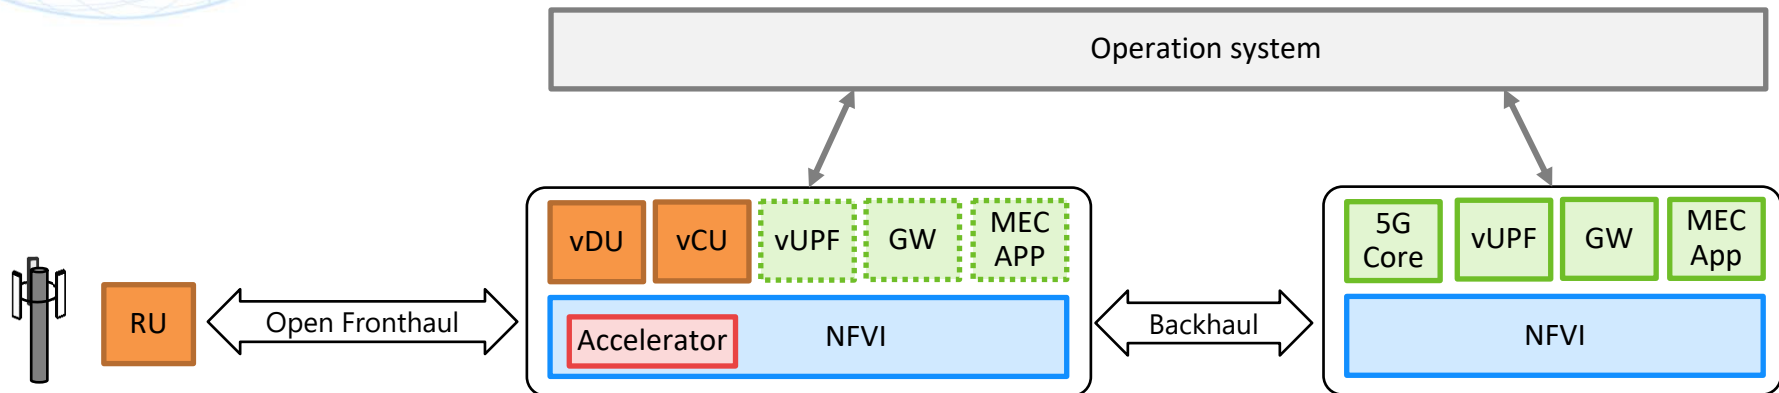 Operation system
vDU
vCU
vUPF
GW
MEC
APP
5G
Core
vUPF
GW
MEC
App
RU
Open Fronthaul
Accelerator
NFVI
Backhaul
NFVI